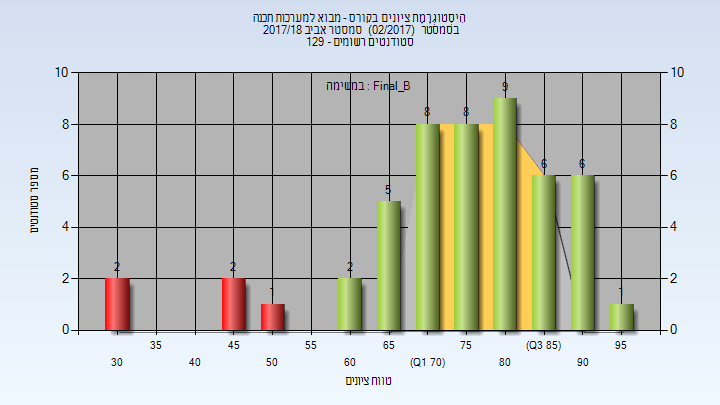 הִיסְטוֹגְרָמַת ציונים בקורס - מבוא למערכות תכנה
בסמסטר (02/2017) סמסטר אביב 2017/18
סטודנטים רשומים - 129
במשימה : Final_B
מספר סטודנטים
10 10
8 8
6 6
4 4
2 2
0 0
2 2 1 2 5 8 8 9 6 6 1
35 45 55 65 75 (Q3 85) 95
30 40 50 60 (Q1 70) 80 90
טווח ציונים